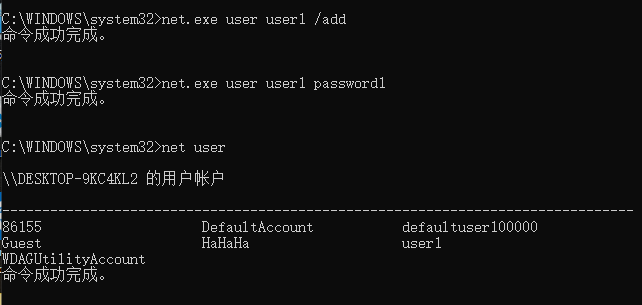 C:\WINDOWS\system32>net.exe user user1 /add
命令成功完成。
C:\WINDOWS\system32>net.exe user user1 password1
命令成功完成。
C:\WINDOWS\system32>net user
\\DESKTOP-9KC4KL2 的用户帐户
-------------------------------------------------------------------------------
86155                    DefaultAccount           defaultuser100000
Guest                    HaHaHa                   user1
WDAGUtilityAccount
命令成功完成。